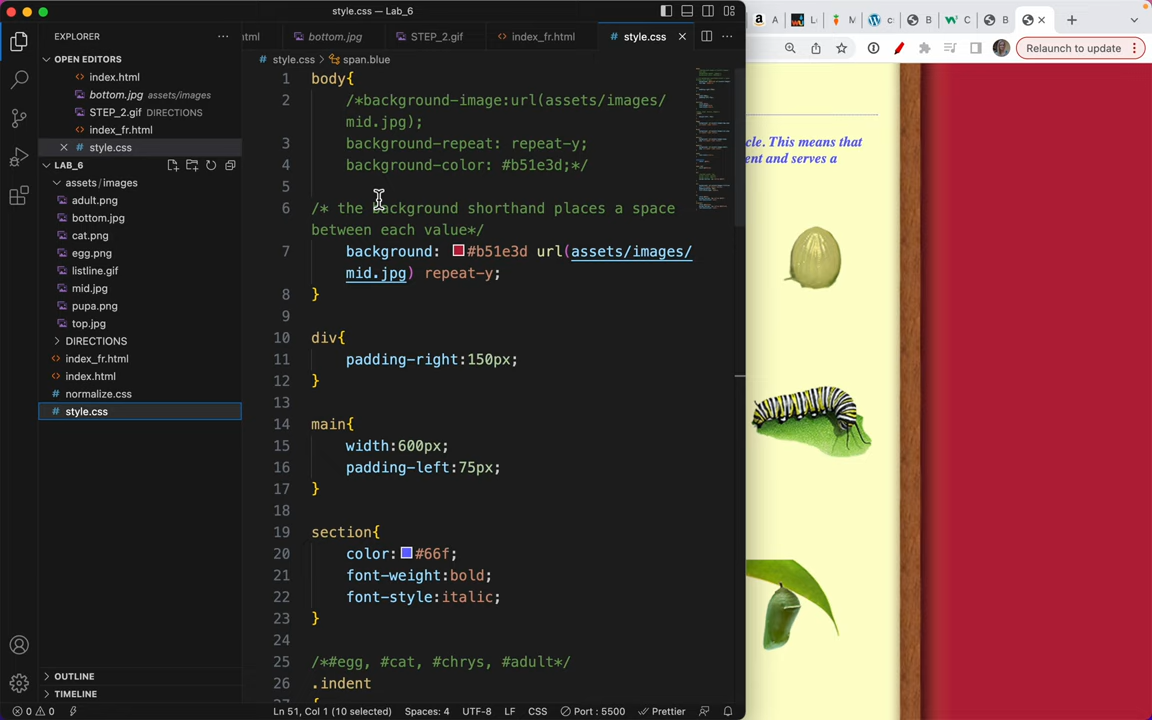 style.css — Lab_6
EXPLORER
OPEN EDITORS
index.html
bottom.jpg assets/images
STEP_2.gif DIRECTIONS
index_fr.html
style.css
LAB_6
assets/images
adult.png
bottom.jpg
cat.png
egg.png
listline.gif
mid.jpg
pupa.png
top.jpg
DIRECTIONS
index_fr.html
index.html
normalize.css
style.css
OUTLINE
TIMELINE
html bottom.jpg STEP_2.gif index_fr.html style.css
style.css > span.blue
1 body{
2 /*background-image:url(assets/images/
mid.jpg);
3 background-repeat: repeat-y;
4 background-color: #b51e3d;*/
5
6 /* the background shorthand places a space
between each value*/
7 background: #b51e3d url(assets/images/
mid.jpg) repeat-y;
8 }
9
10 div{
11 padding-right:150px;
12 }
13
14 main{
15 width:600px;
16 padding-left:75px;
17 }
18
19 section{
20 color: #66f;
21 font-weight:bold;
22 font-style:italic;
23 }
24
25 /*#egg, #cat, #chrys, #adult*/
26 .indent
0 0 Ln 51, Col 1 (10 selected) Spaces: 4 UTF-8 LF CSS Port : 5500 Prettier
Relaunch to update
cle. This means that
ent and serves a